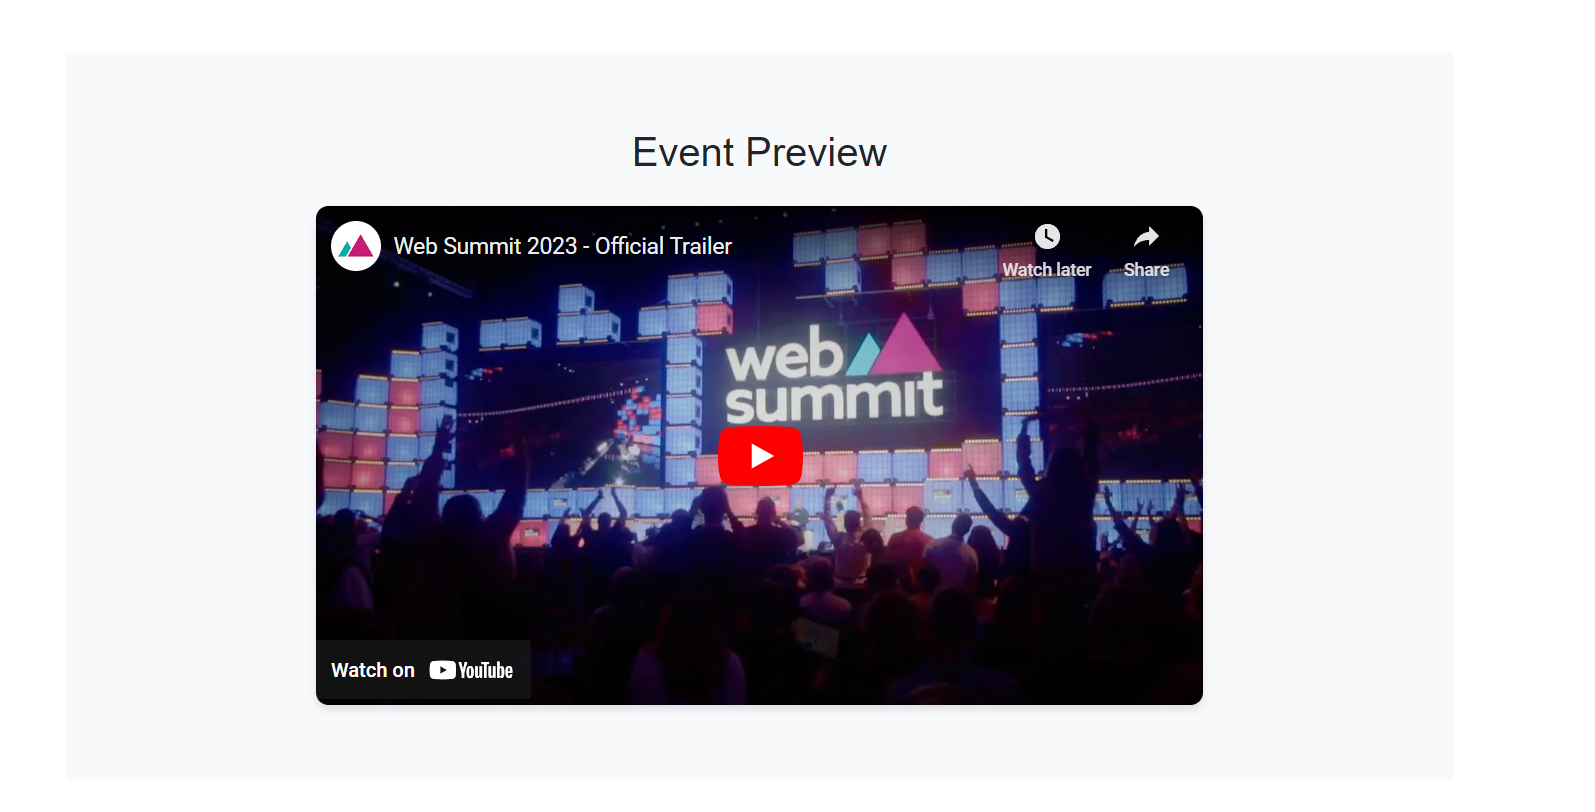 Event Preview
Web Summit 2023 - Official Trailer
Watch later
Share
web
summit
Watch on YouTube